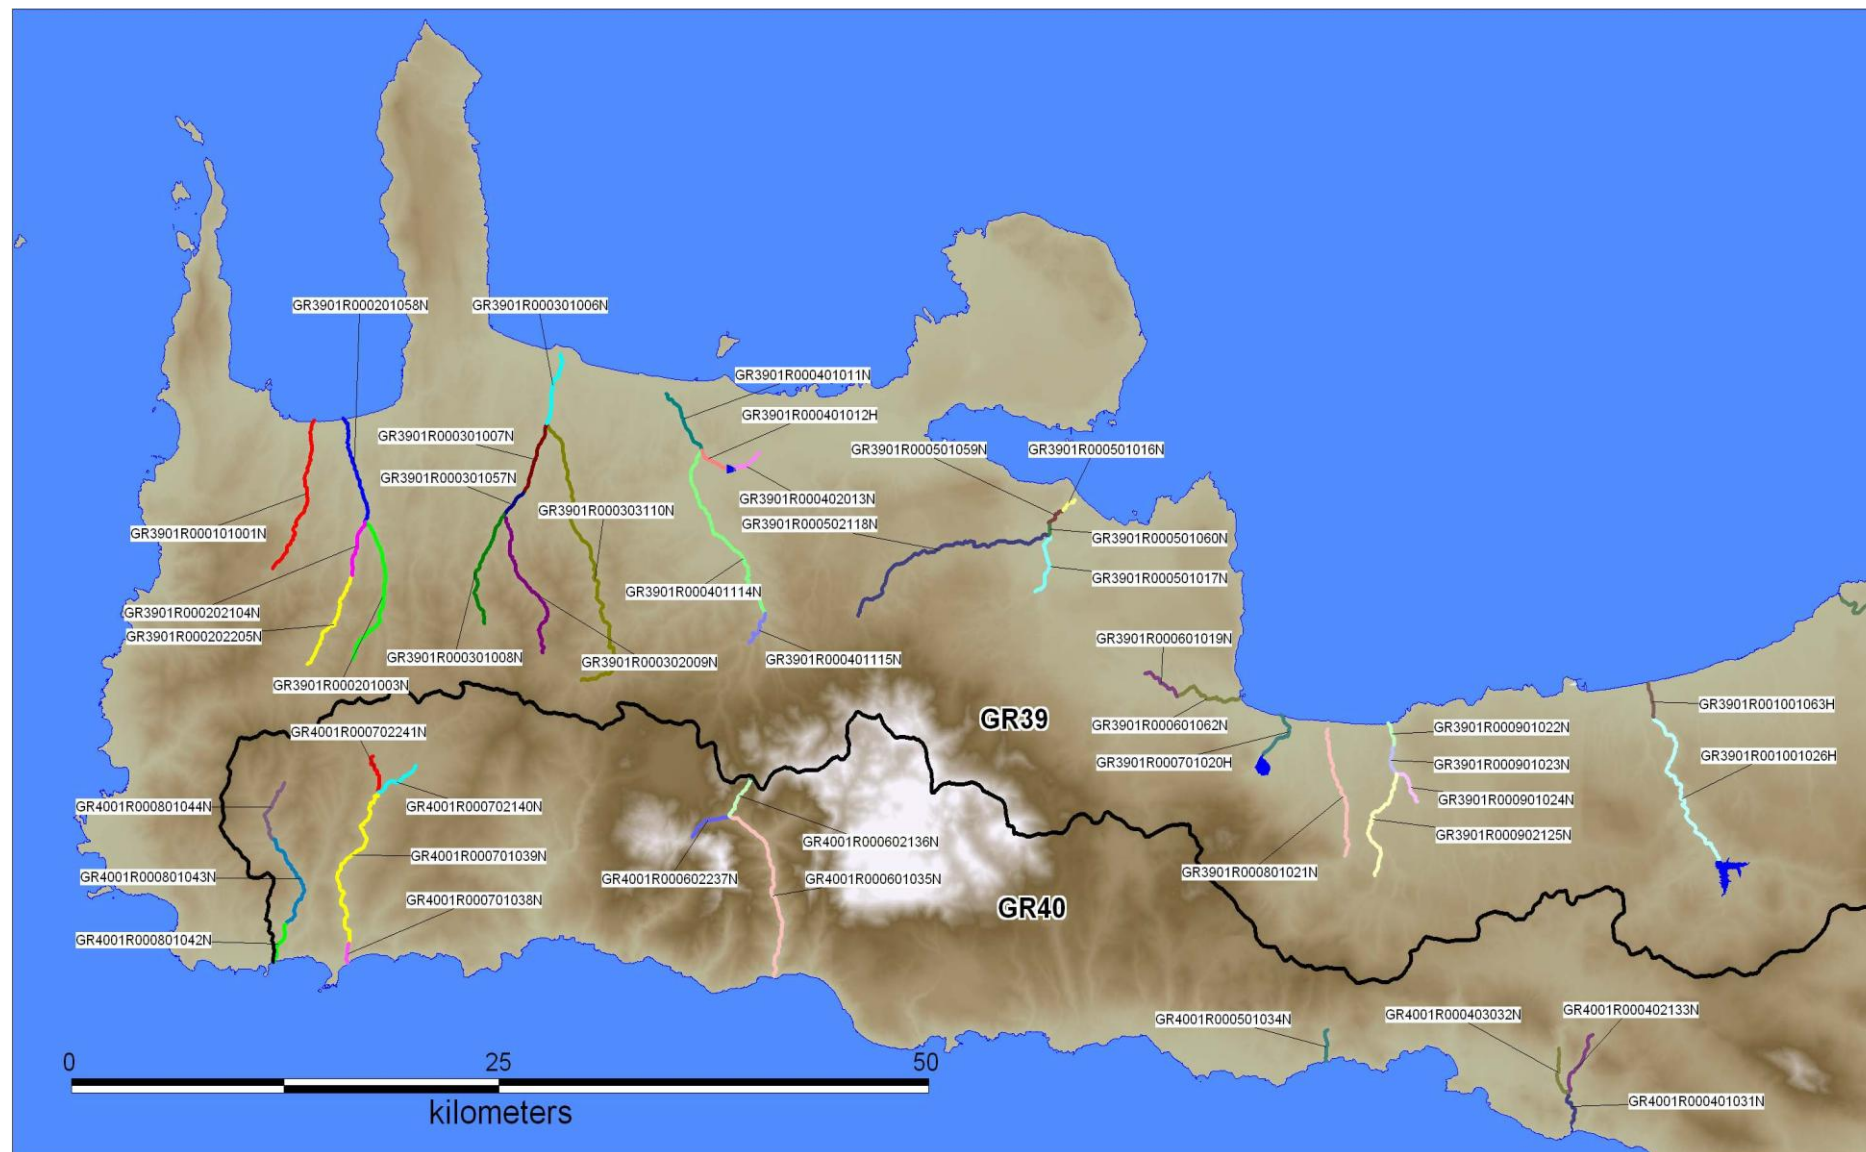 GR3901R000201058N
GR3901R000301006N
GR3901R000401011N
GR3901R000401012H
GR3901R000301007N
GR3901R000501059N
GR3901R000501016N
GR3901R000301057N
GR3901R000402013N
GR3901R000303110N
GR3901R000502118N
GR3901R000101001N
GR3901R000501060N
GR3901R000501017N
GR3901R000401114N
GR3901R000202104N
GR3901R000202205N
GR3901R000601019N
GR3901R000301008N
GR3901R000302009N
GR3901R000401115N
GR3901R000201003N
GR39
GR3901R000601062N
GR3901R000901022N
GR3901R001001063H
GR4001R000702241N
GR3901R000701020H
GR3901R000901023N
GR3901R001001026H
GR4001R000801044N
GR4001R000702140N
GR3901R000901024N
GR4001R000602136N
GR3901R000902125N
GR4001R000701039N
GR4001R000801043N
GR4001R000602237N
GR4001R000601035N
GR3901R000801021N
GR4001R000701038N
GR40
GR4001R000801042N
GR4001R000501034N
GR4001R000403032N
GR4001R000402133N
0 25 50
kilometers
GR4001R000401031N